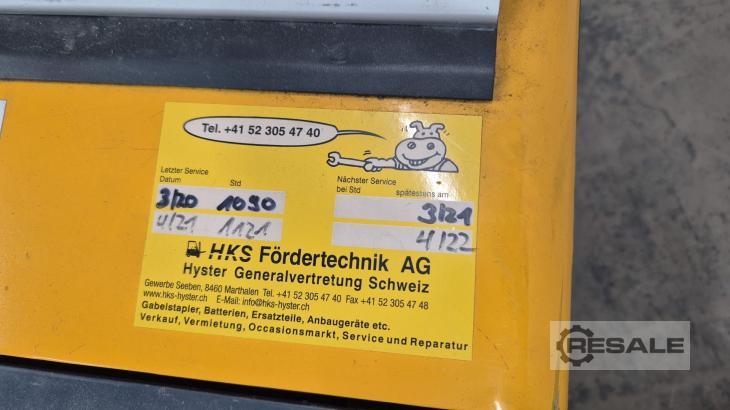 Tel. +41 52 305 47 40
Letzter Service
Datum Std
Nächster Service
bei Std spätestens am
3/20 1090 3/21
4/21 1121 4/22
HKS Fördertechnik AG
Hyster Generalvertretung Schweiz
Gewerbe Seeben, 8460 Marthalen Tel. +41 52 305 47 40 Fax +41 52 305 47 48
www.hks-hyster.ch E-Mail: info@hks-hyster.ch
Gabelstapler, Batterien, Ersatzteile, Anbaugeräte etc.
Verkauf, Vermietung, Occasionsmarkt, Service und Reparatur
RESALE